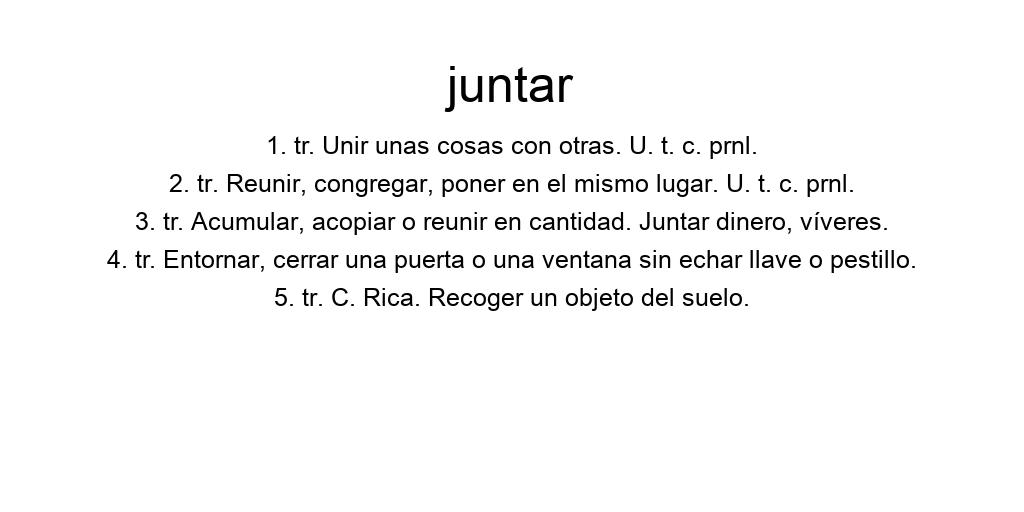 juntar
1. tr. Unir unas cosas con otras. U. t. c. prnl.
2. tr. Reunir, congregar, poner en el mismo lugar. U. t. c. prnl.
3. tr. Acumular, acopiar o reunir en cantidad. Juntar dinero, víveres.
4. tr. Entornar, cerrar una puerta o una ventana sin echar llave o pestillo.
5. tr. C. Rica. Recoger un objeto del suelo.